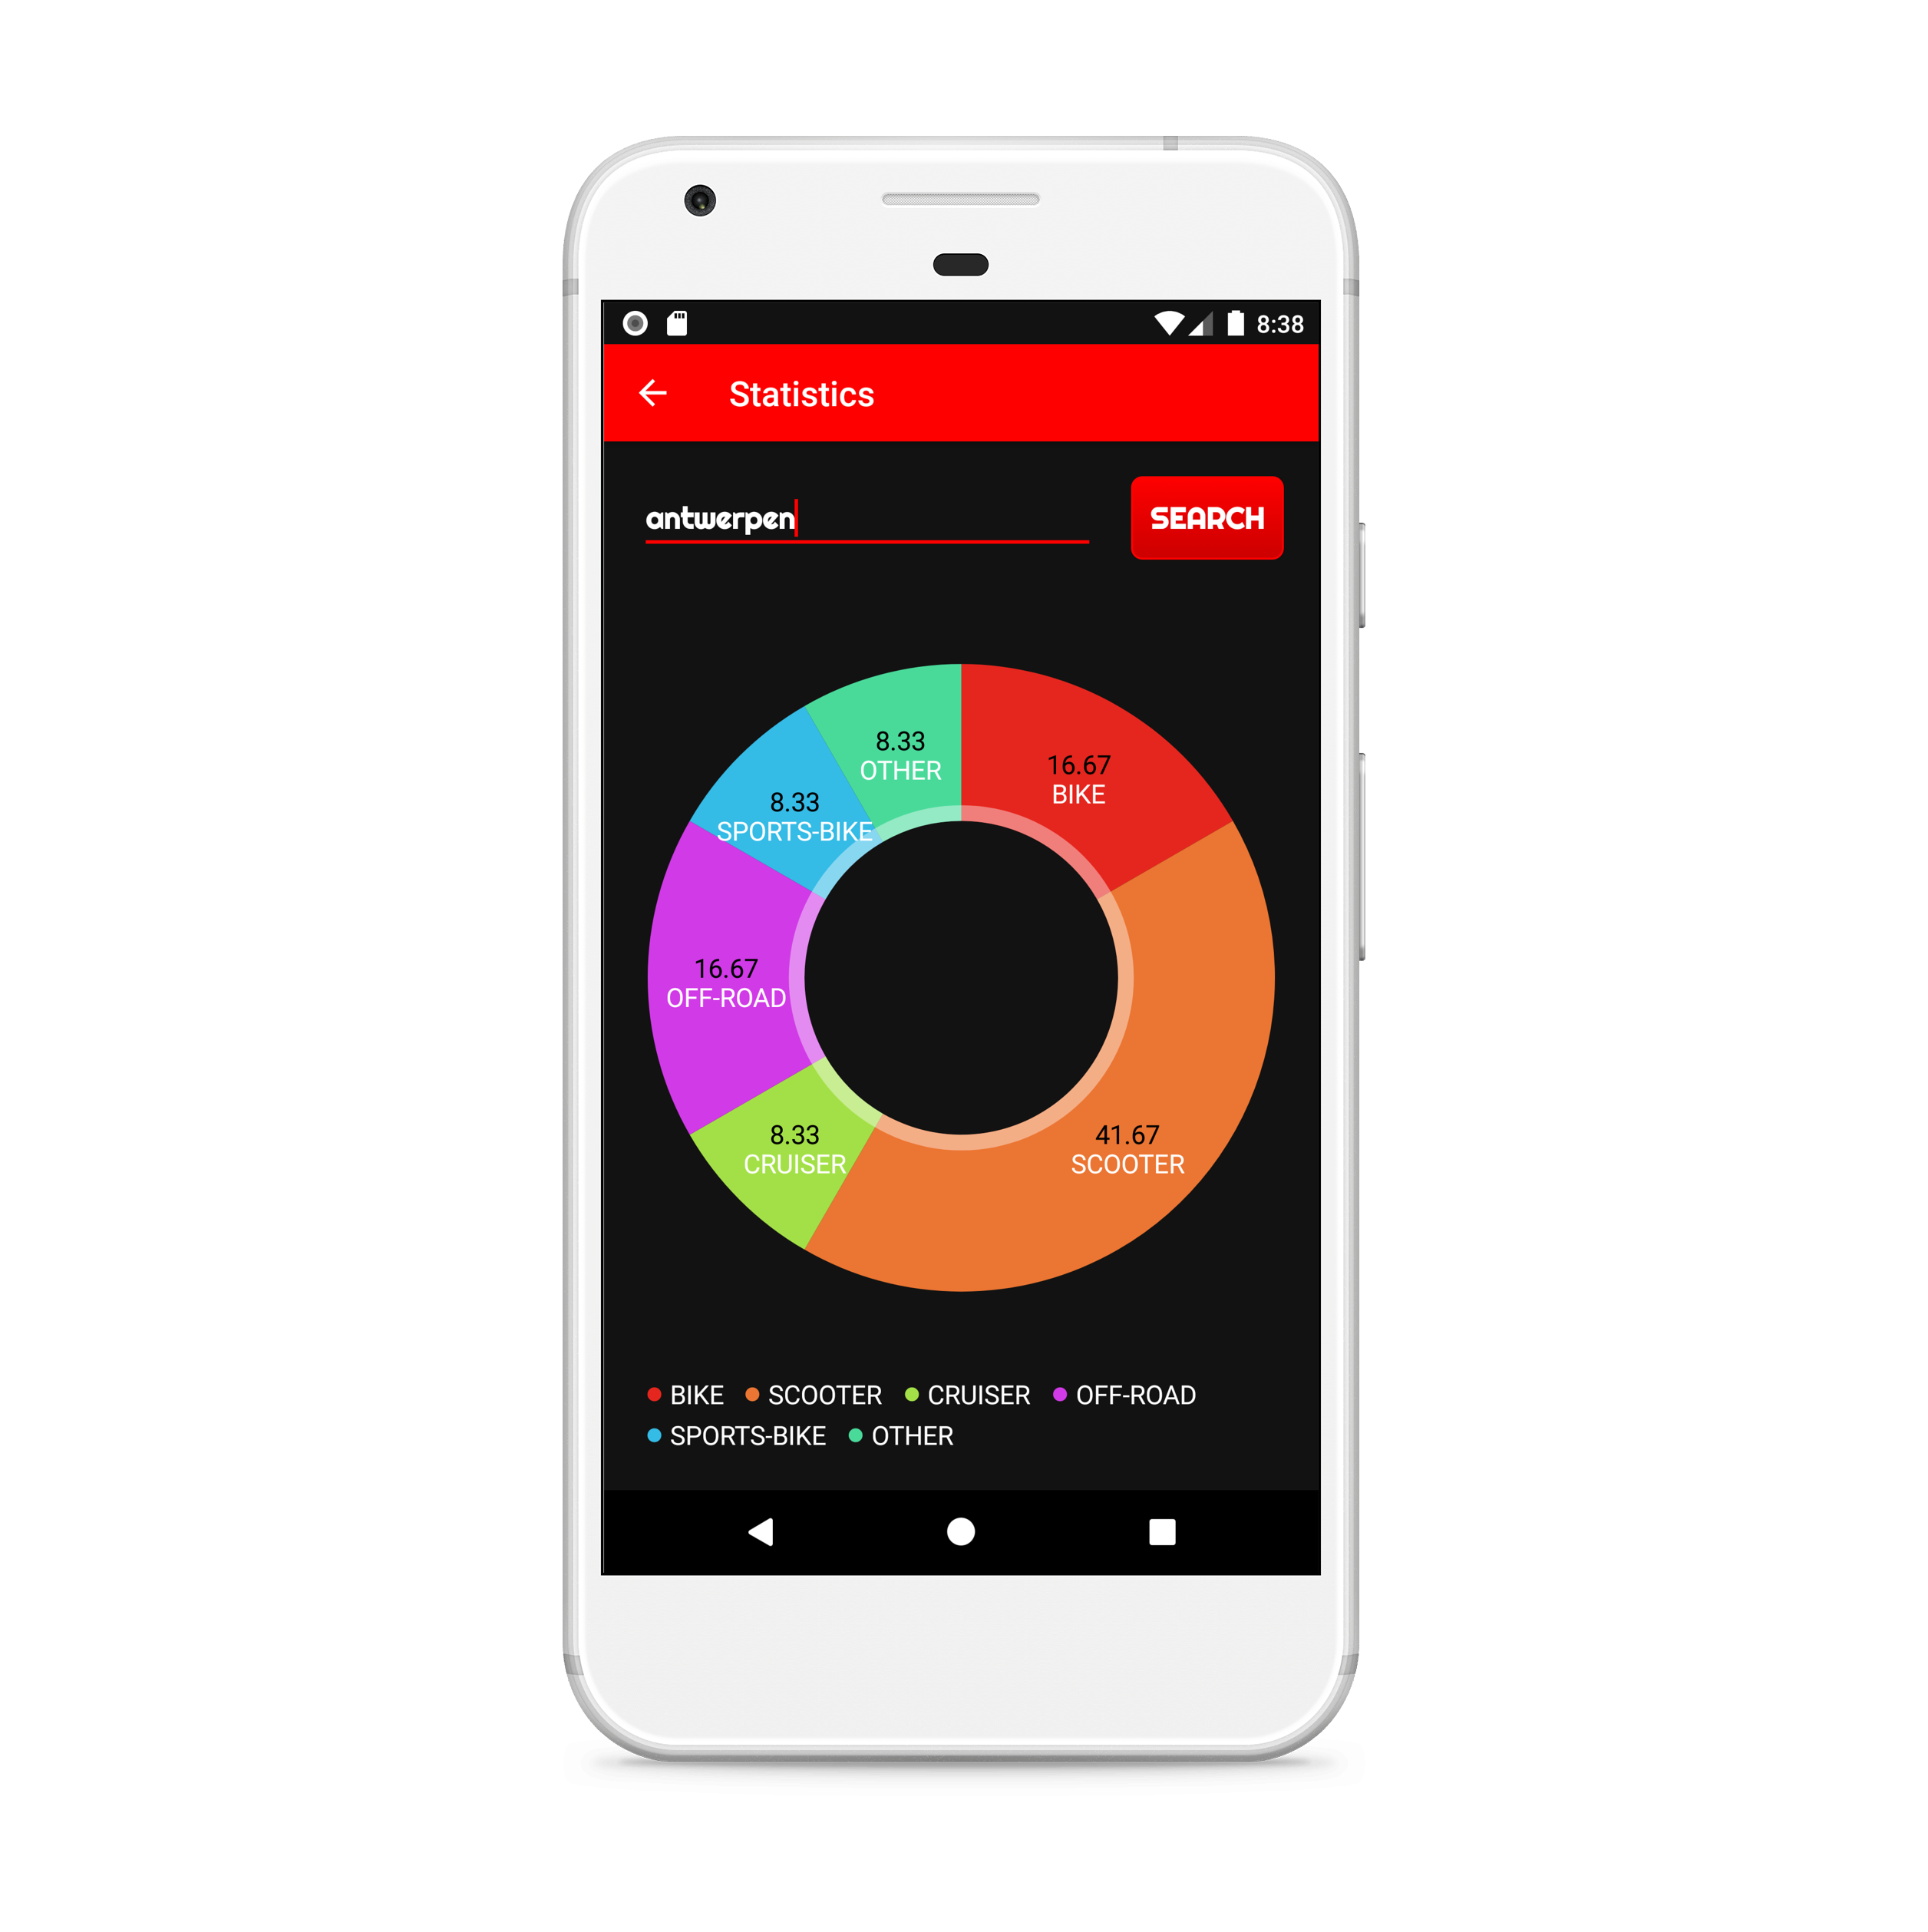 8:38
Statistics
antwerpen
SEARCH
8.33
OTHER
16.67
BIKE
8.33
SPORTS-BIKE
16.67
OFF-ROAD
8.33
CRUISER
41.67
SCOOTER
BIKE SCOOTER CRUISER OFF-ROAD
SPORTS-BIKE OTHER